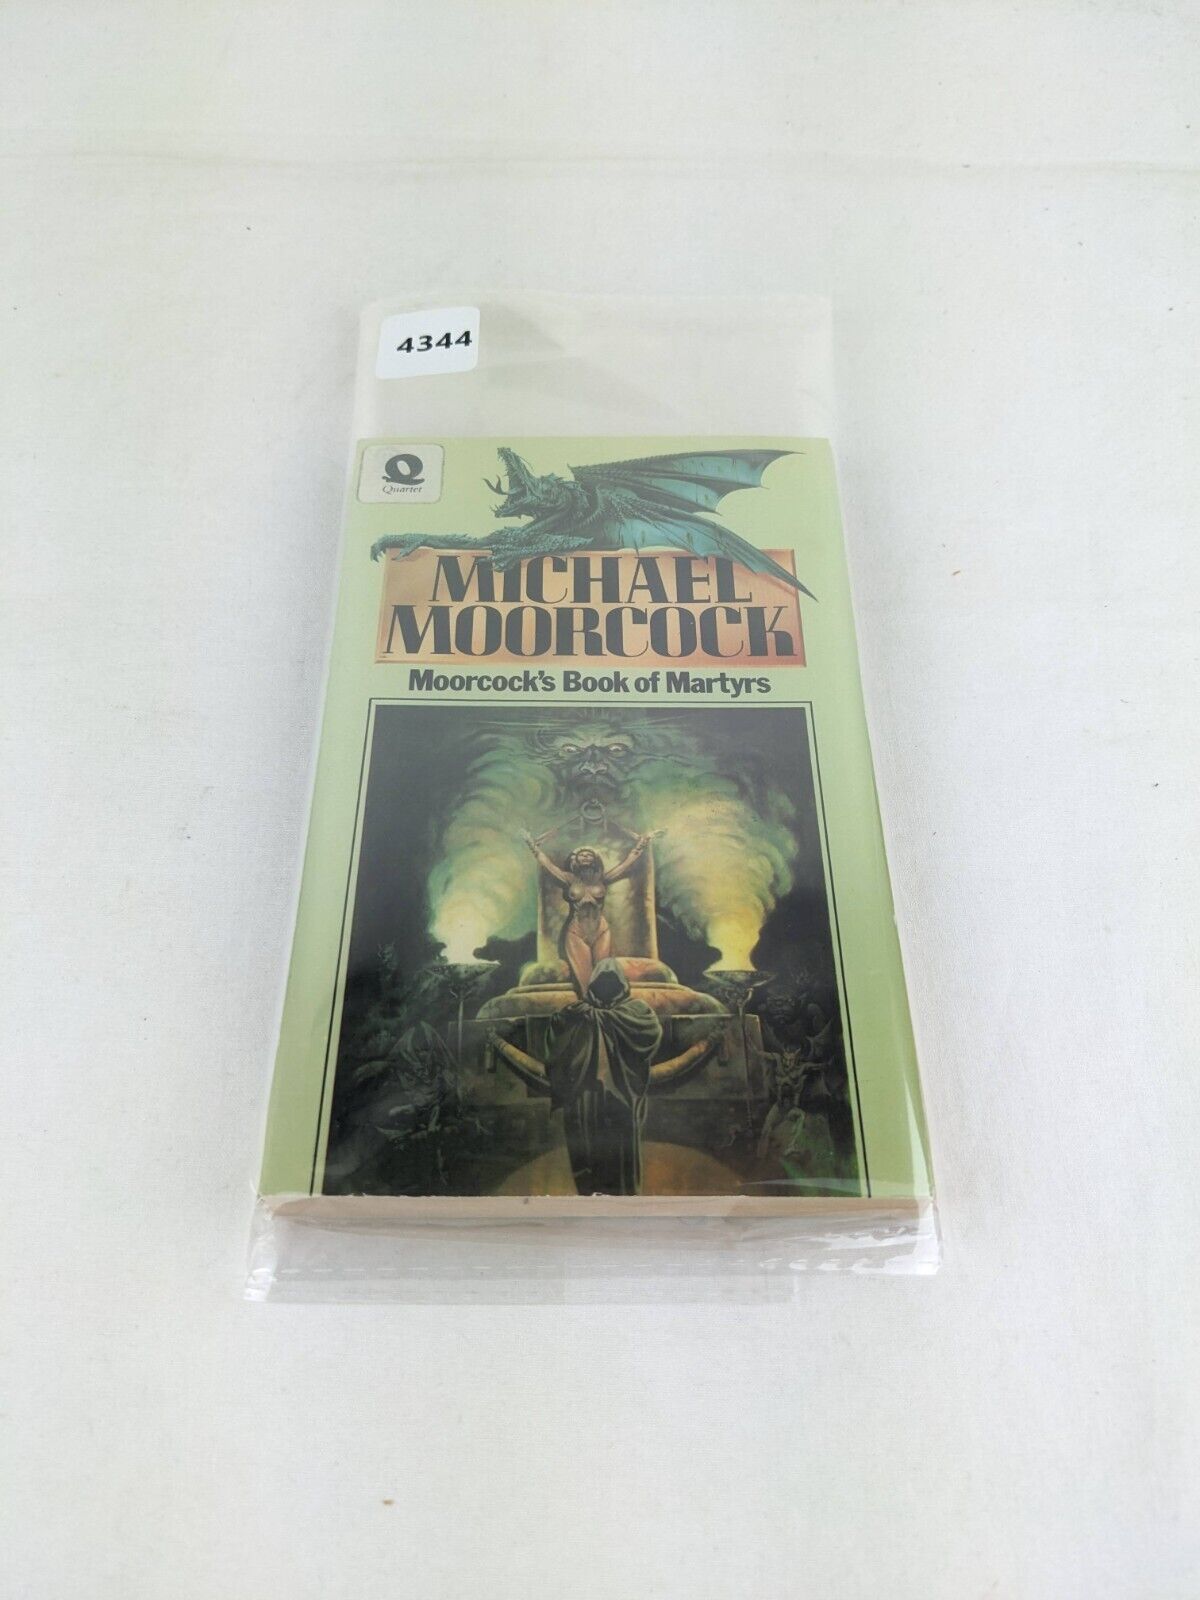 4344
Quartet
MICHAEL
MOORCOCK
Moorcock's Book of Martyrs